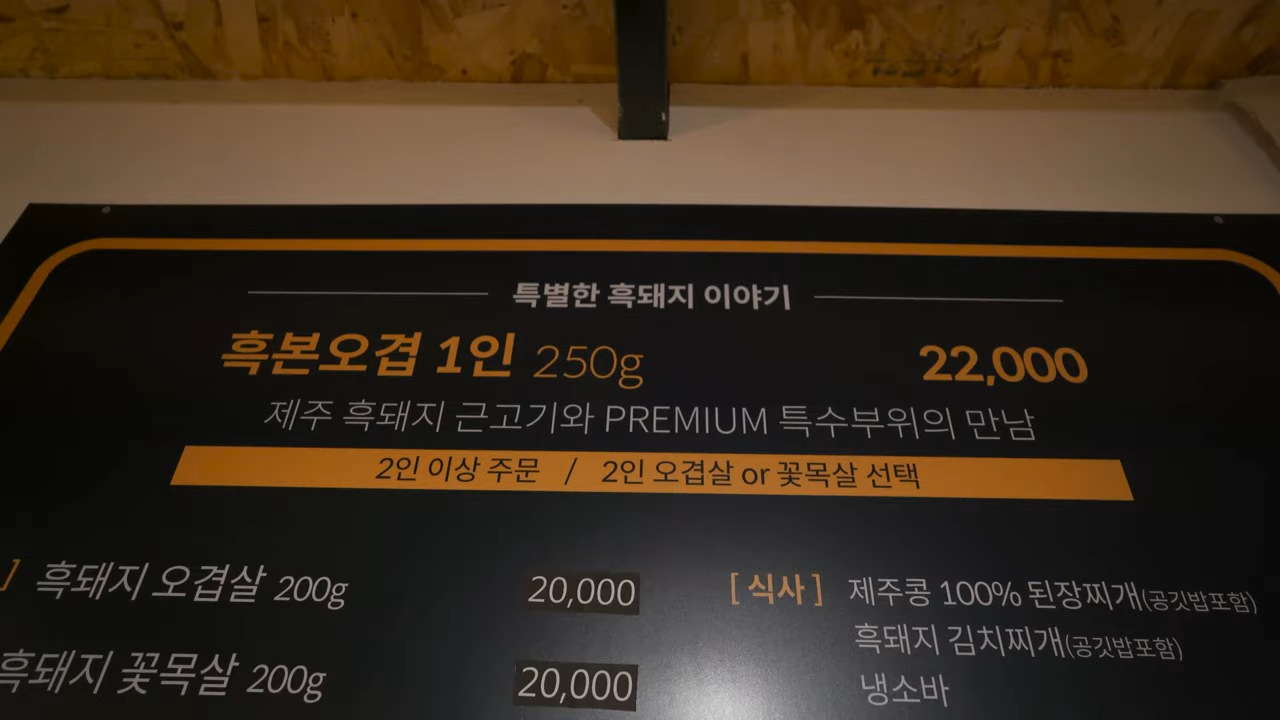 특별한 흑돼지 이야기
흑본오겹 1인 250g 22,000
제주 흑돼지 근고기와 PREMIUM 특수부위의 만남
2인 이상 주문 / 2인 오겹살 or 꽃목살 선택
] 흑돼지 오겹살 200g 20,000
흑돼지 꽃목살 200g 20,000
[ 식사 ] 제주콩 100% 된장찌개(공깃밥포함)
흑돼지 김치찌개(공깃밥포함)
냉소바